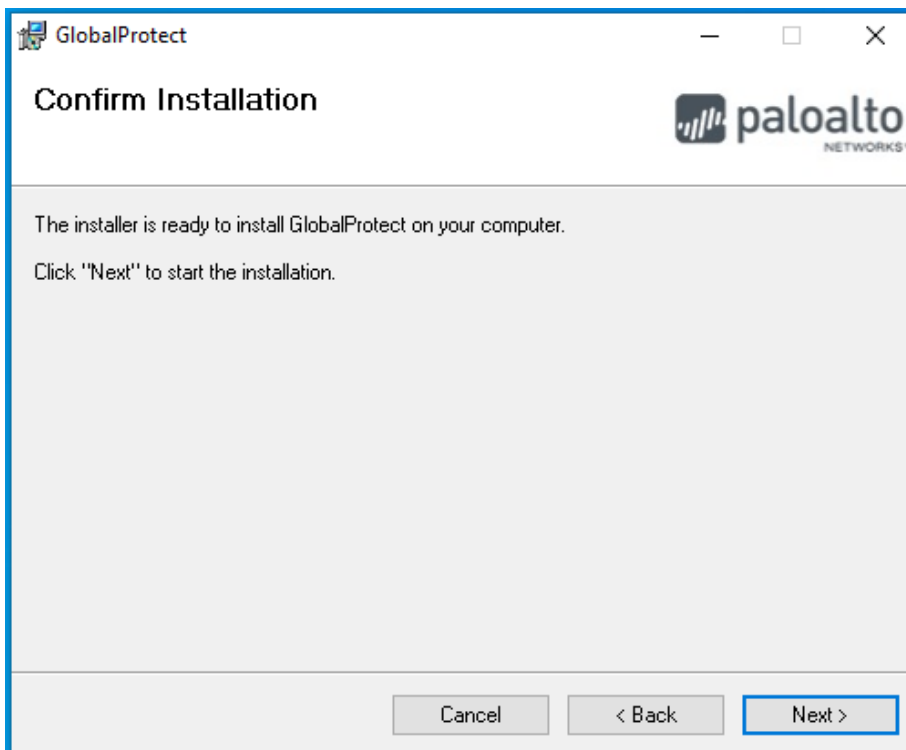 GlobalProtect
Confirm Installation
paloalto
NETWORKS
The installer is ready to install GlobalProtect on your computer.
Click "Next" to start the installation.
Cancel
< Back
Next >